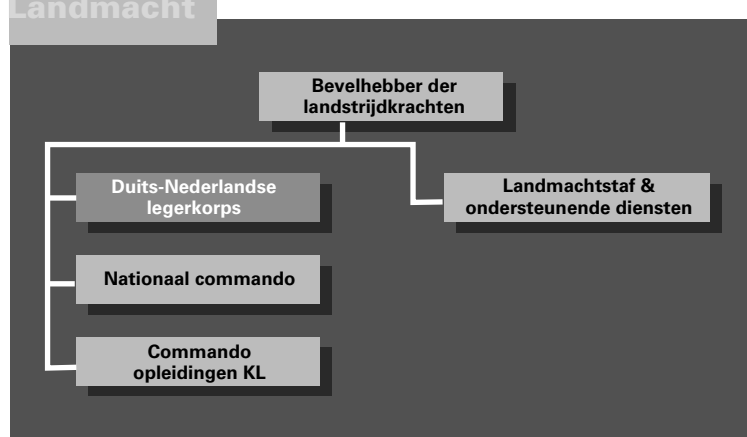 Landmacht
Bevelhebber der
landstrijdkrachten
Duits-Nederlandse
legerkorps
Landmachtstaf &
ondersteunende diensten
Nationaal commando
Commando
opleidingen KL